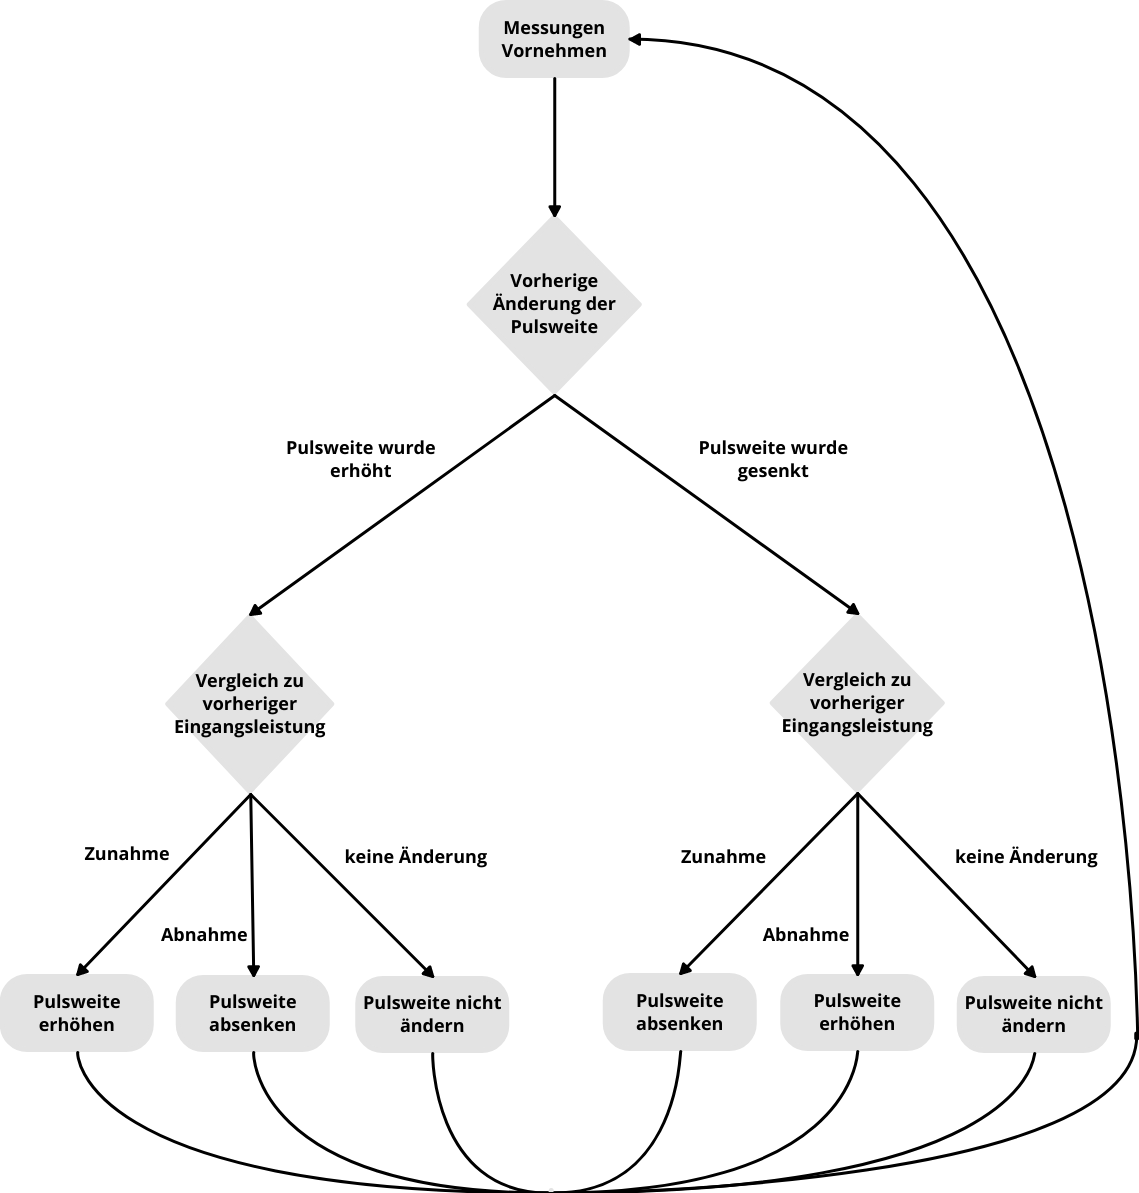 Messungen
Vornehmen
Vorherige
Änderung der
Pulsweite
Pulsweite wurde
erhöht
Pulsweite wurde
gesenkt
Vergleich zu
vorheriger
Eingangsleistung
Vergleich zu
vorheriger
Eingangsleistung
Zunahme
keine Änderung
Abnahme
Zunahme
keine Änderung
Abnahme
Pulsweite
erhöhen
Pulsweite
absenken
Pulsweite nicht
ändern
Pulsweite
absenken
Pulsweite
erhöhen
Pulsweite nicht
ändern